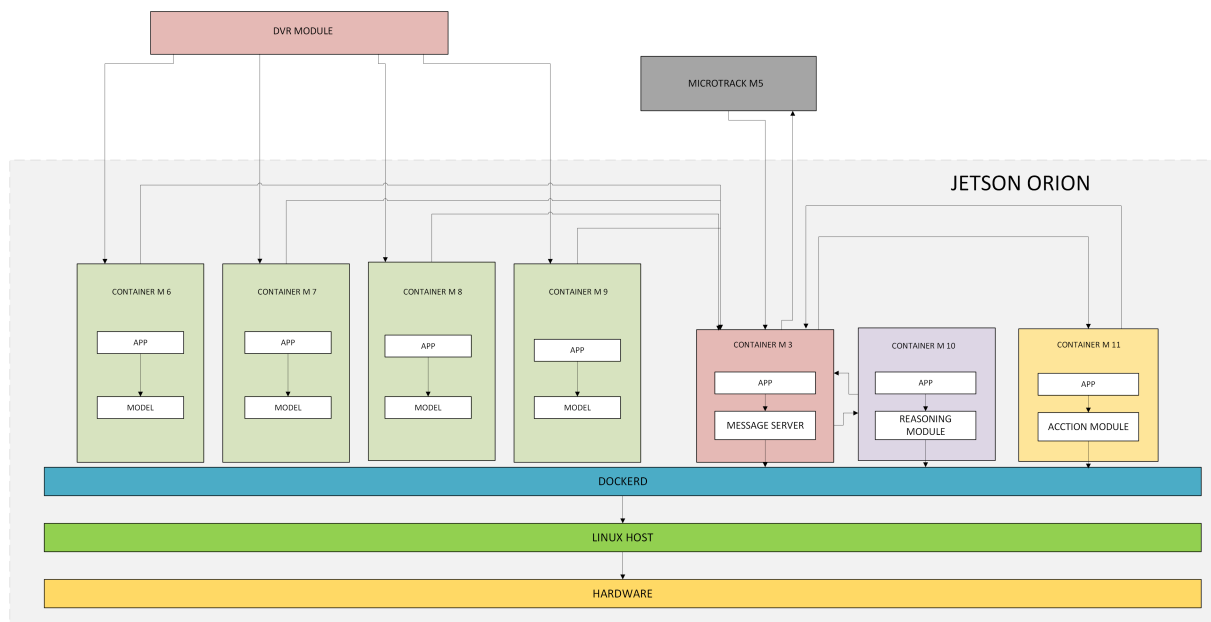 DVR MODULE
MICROTRACK M5
JETSON ORION
CONTAINER M 6
APP
MODEL
CONTAINER M 7
APP
MODEL
CONTAINER M 8
APP
MODEL
CONTAINER M 9
APP
MODEL
CONTAINER M 3
APP
MESSAGE SERVER
CONTAINER M 10
APP
REASONING
MODULE
CONTAINER M 11
APP
ACCTION MODULE
DOCKERD
LINUX HOST
HARDWARE